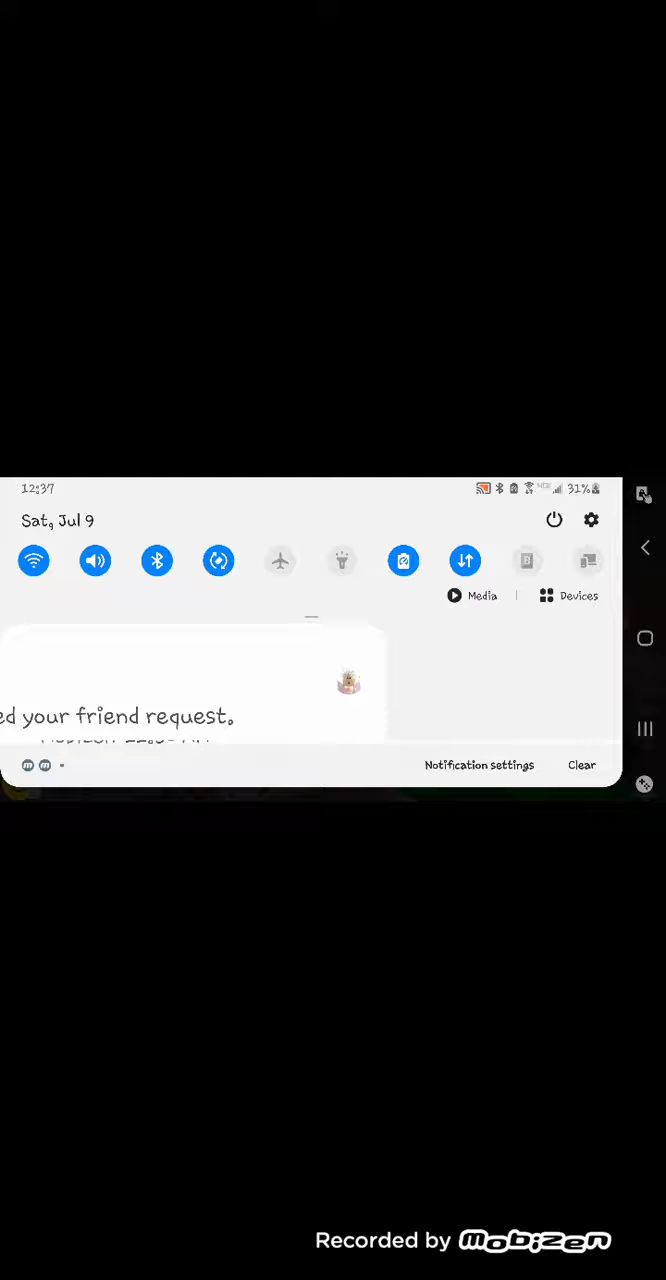 12:37
31%
Sat, Jul 9
Media
Devices
ed your friend request.
Notification settings
Clear
Recorded by mobizen